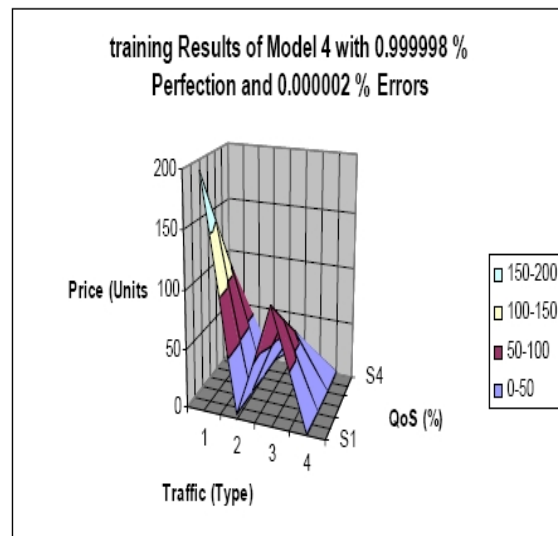 training Results of Model 4 with 0.999998 %
Perfection and 0.000002 % Errors
200
150
100
50
0
Price (Units
1
2
3
4
Traffic (Type)
S4
S1
QoS (%)
150-200
100-150
50-100
0-50